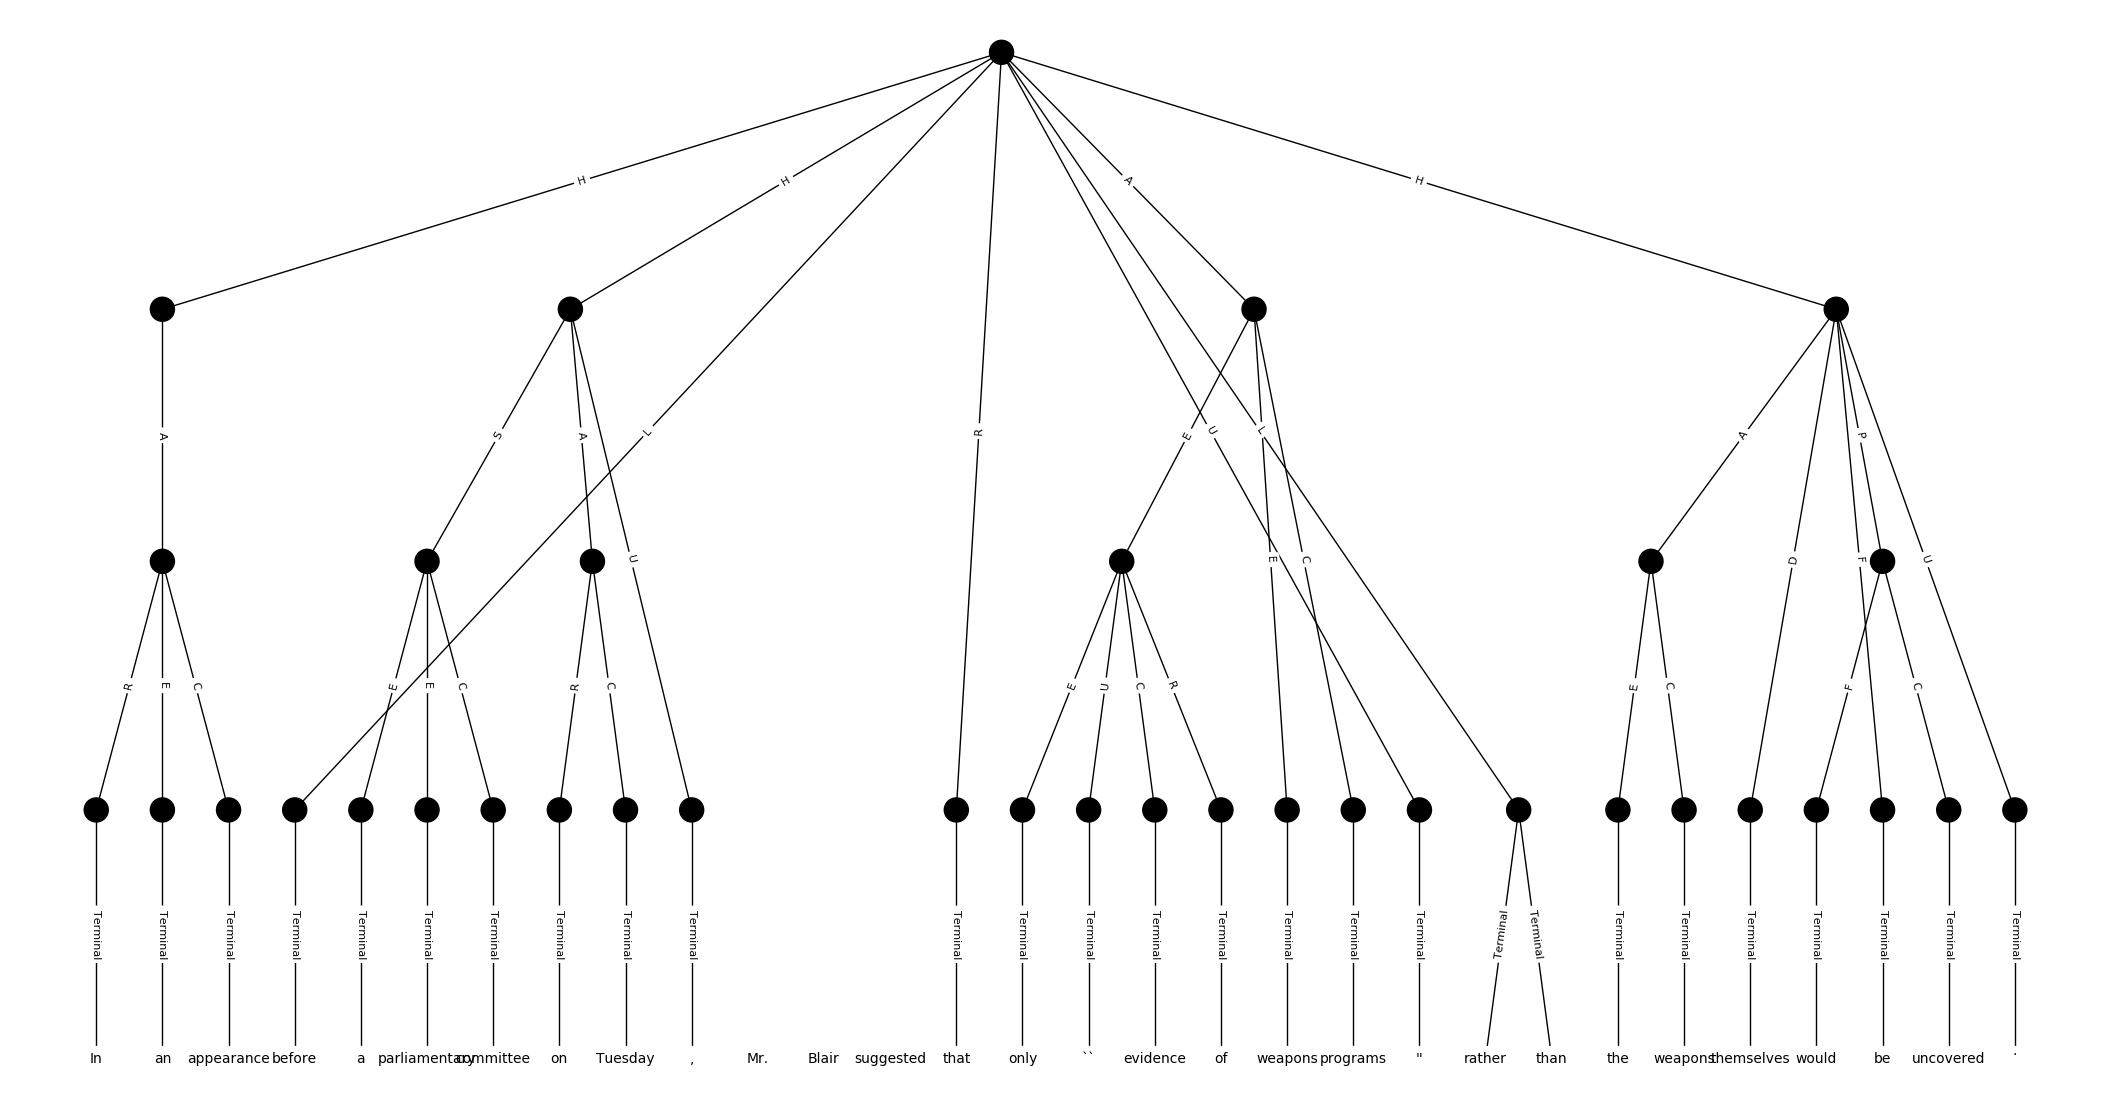 H H A H
A S A L R E U L A P
U E C D F U
R E C E E C R C E U C R E C F C
Terminal Terminal Terminal Terminal Terminal Terminal Terminal Terminal Terminal Terminal Terminal Terminal Terminal Terminal Terminal Terminal Terminal Terminal Terminal Terminal Terminal Terminal Terminal Terminal Terminal Terminal Terminal
In an appearance before a parliamentary committee on Tuesday , Mr. Blair suggested that only `` evidence of weapons programs " rather than the weapons themselves would be uncovered .